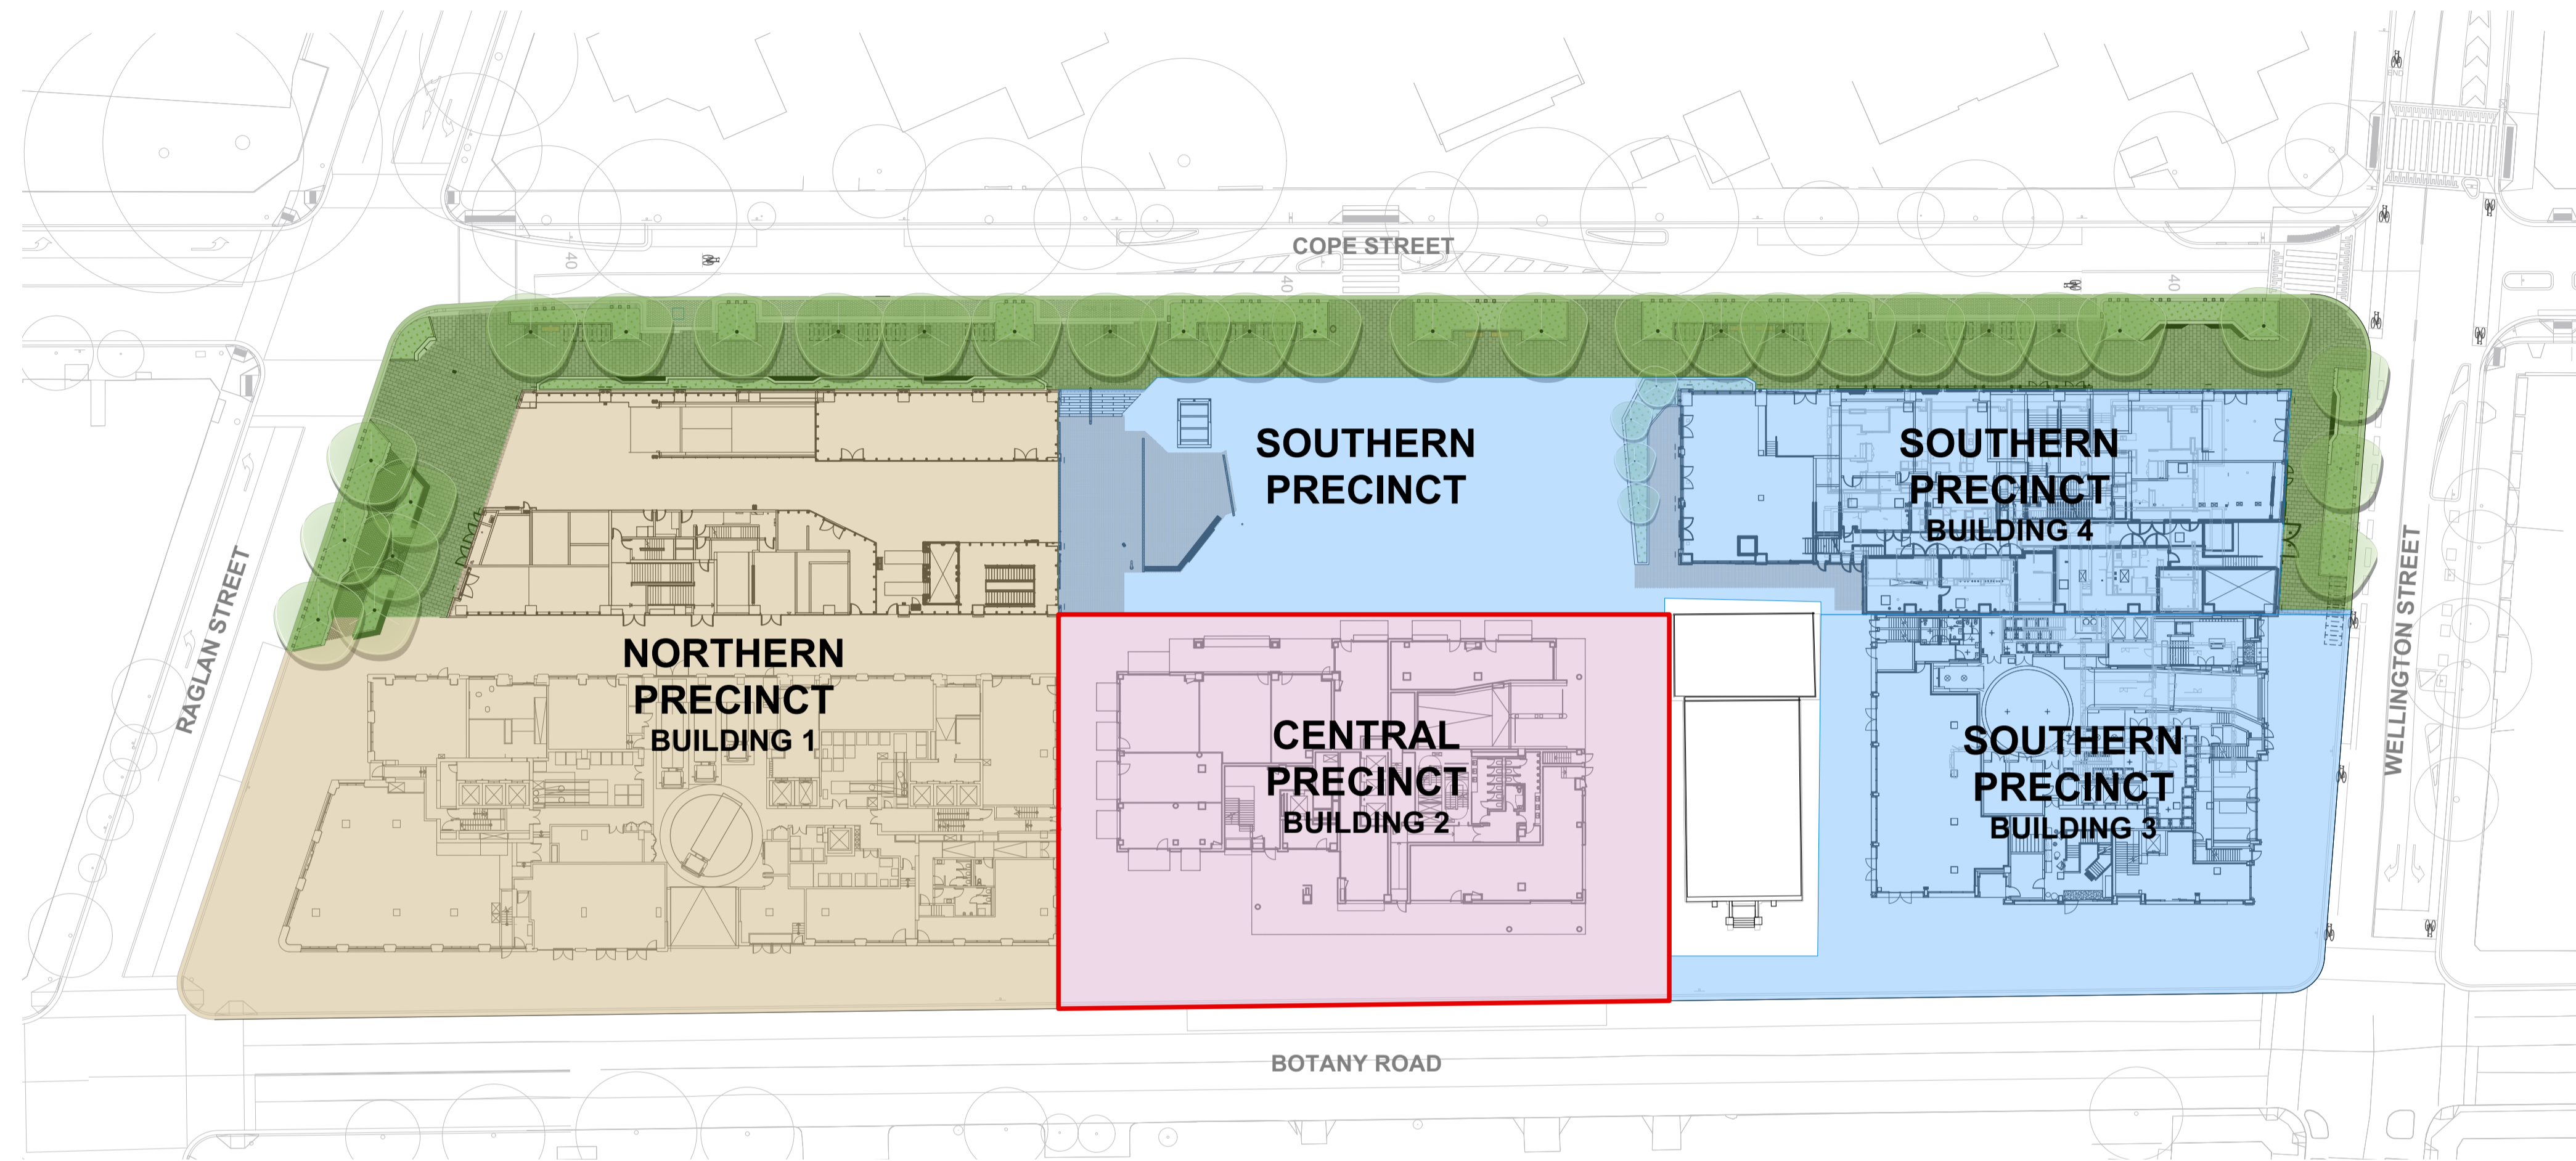 END
COPE STREET
40
40
40
SOUTHERN
PRECINCT
SOUTHERN
PRECINCT
BUILDING 4
RAGLAN STREET
WELLINGTON STREET
NORTHERN
PRECINCT
BUILDING 1
CENTRAL
PRECINCT
BUILDING 2
SOUTHERN
PRECINCT
BUILDING 3
BOTANY ROAD